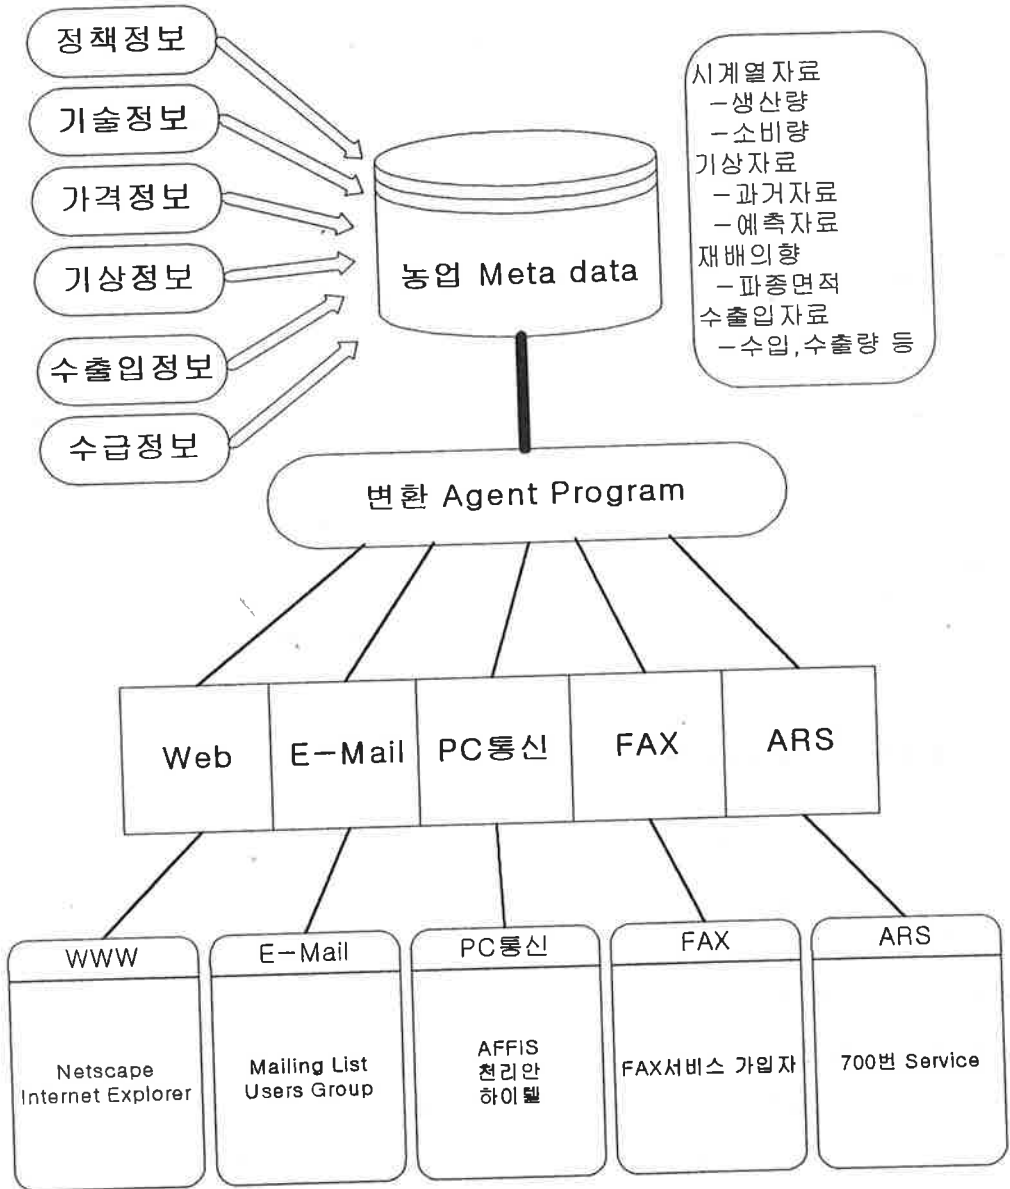 정책정보
기술정보
가격정보
기상정보
수출입정보
수급정보
농업 Meta data
시계열자료
-생산량
-소비량
기상자료
-과거자료
-예측자료
재배의향
-파종면적
수출입자료
-수입,수출량 등
변환 Agent Program
Web
E-Mail
PC통신
FAX
ARS
WWW
Netscape
Internet Explorer
E-Mail
Mailing List
Users Group
PC통신
AFFIS
천리안
하이텔
FAX
FAX서비스 가입자
ARS
700번 Service